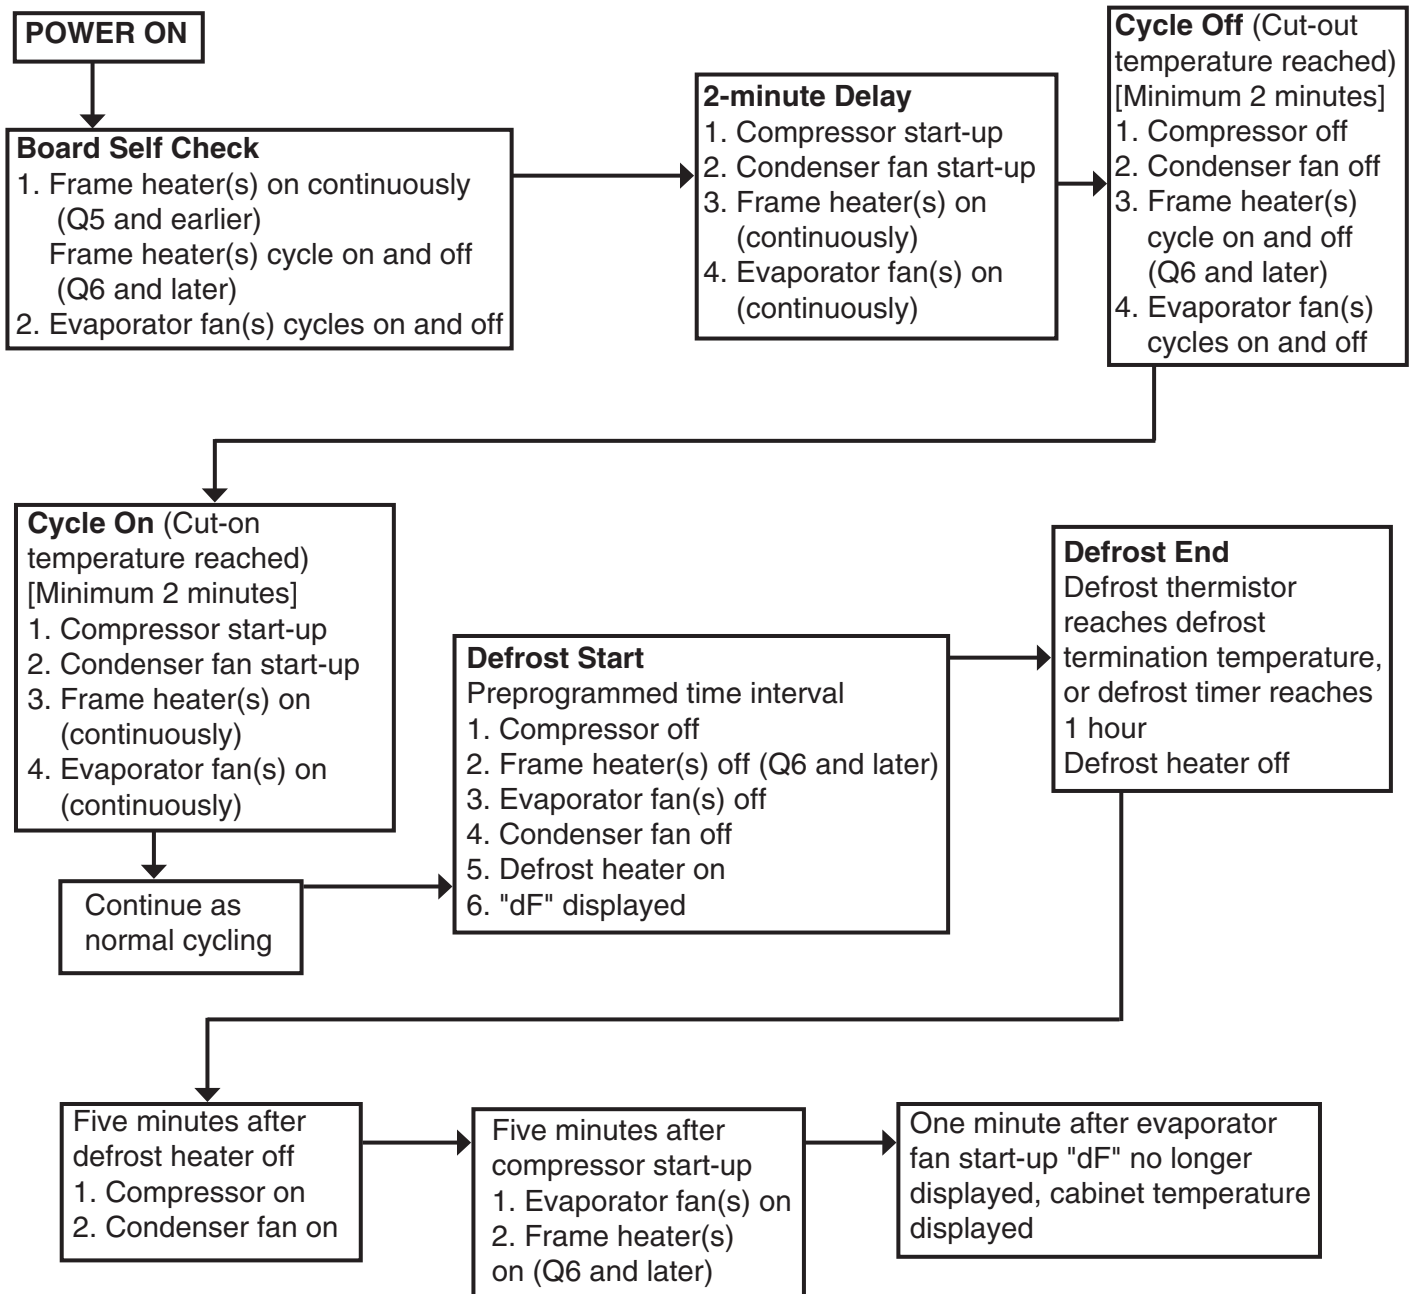 POWER ON
Board Self Check
1. Frame heater(s) on continuously
(Q5 and earlier)
Frame heater(s) cycle on and off
(Q6 and later)
2. Evaporator fan(s) cycles on and off
2-minute Delay
1. Compressor start-up
2. Condenser fan start-up
3. Frame heater(s) on
(continuously)
4. Evaporator fan(s) on
(continuously)
Cycle Off (Cut-out
temperature reached)
[Minimum 2 minutes]
1. Compressor off
2. Condenser fan off
3. Frame heater(s)
cycle on and off
(Q6 and later)
4. Evaporator fan(s)
cycles on and off
Cycle On (Cut-on
temperature reached)
[Minimum 2 minutes]
1. Compressor start-up
2. Condenser fan start-up
3. Frame heater(s) on
(continuously)
4. Evaporator fan(s) on
(continuously)
Continue as
normal cycling
Defrost Start
Preprogrammed time interval
1. Compressor off
2. Frame heater(s) off (Q6 and later)
3. Evaporator fan(s) off
4. Condenser fan off
5. Defrost heater on
6. "dF" displayed
Defrost End
Defrost thermistor
reaches defrost
termination temperature,
or defrost timer reaches
1 hour
Defrost heater off
Five minutes after
defrost heater off
1. Compressor on
2. Condenser fan on
Five minutes after
compressor start-up
1. Evaporator fan(s) on
2. Frame heater(s)
on (Q6 and later)
One minute after evaporator
fan start-up "dF" no longer
displayed, cabinet temperature
displayed